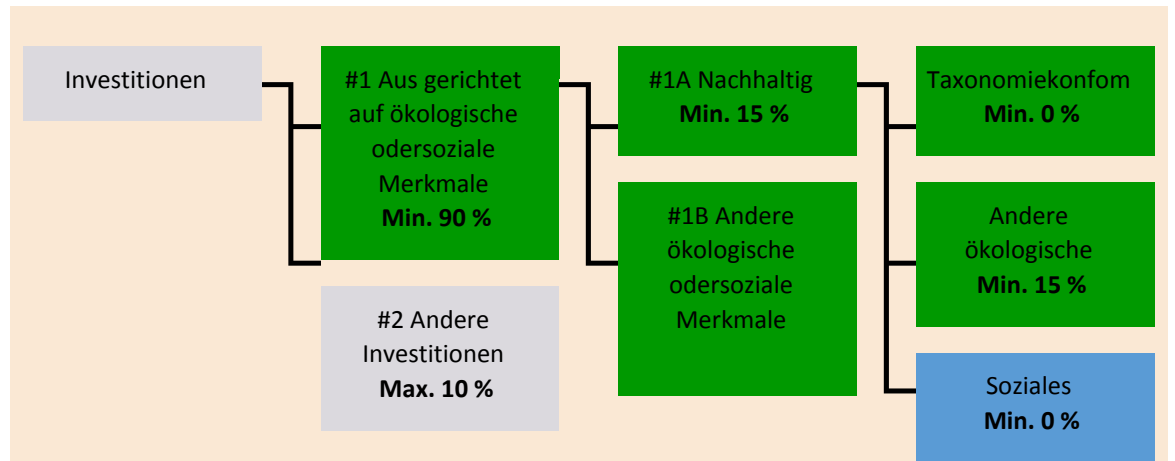 Investitionen
#1 Aus gerichtet
auf ökologische
odersoziale
Merkmale
Min. 90 %
#2 Andere
Investitionen
Max. 10 %
#1A Nachhaltig
Min. 15 %
#1B Andere
ökologische
odersoziale
Merkmale
Taxonomiekonfom
Min. 0 %
Andere
ökologische
Min. 15 %
Soziales
Min. 0 %